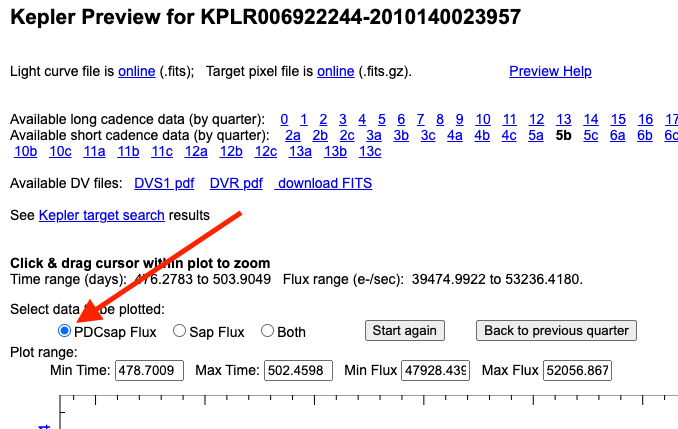 Kepler Preview for KPLR006922244-2010140023957
Light curve file is online (.fits);   Target pixel file is online (.fits.gz).   Preview Help
Available long cadence data (by quarter):   0   1   2   3   4   5   6   7   8   9   10   11   12   13   14   15   16   17
Available short cadence data (by quarter):   2a   2b   2c   3a   3b   3c   4a   4b   4c   5a   5b   5c   6a   6b   6c
10b   10c   11a   11b   11c   12a   12b   12c   13a   13b   13c
Available DV files:   DVS1 pdf   DVR pdf   download FITS
See Kepler target search results
Click & drag cursor within plot to zoom
Time range (days):  476.2783 to 503.9049   Flux range (e-/sec):  39474.9922 to 53236.4180.
Select data to be plotted:
PDCsap Flux   Sap Flux   Both   Start again   Back to previous quarter
Plot range:
Min Time: 478.7009   Max Time: 502.4598   Min Flux 47928.439   Max Flux 52056.867